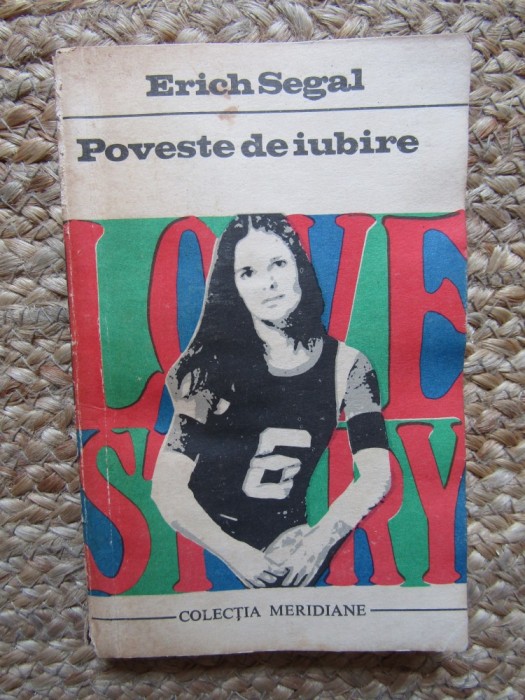 Erich Segal
Poveste de iubire
LOVE
STORY
6
COLECȚIA MERIDIANE